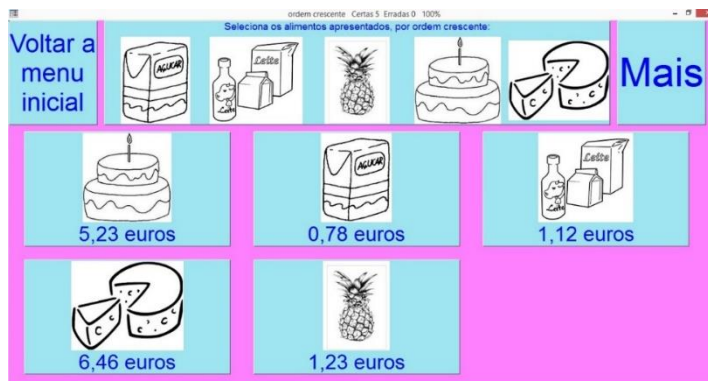 ordem crescente Certas 5 Erradas 0 100%
Seleciona os alimentos apresentados, por ordem crescente:
Voltar a
menu
inicial
AÇUCAR
Leite
Mais
5,23 euros
AÇUCAR
0,78 euros
Leite
Leite
1,12 euros
6,46 euros
1,23 euros